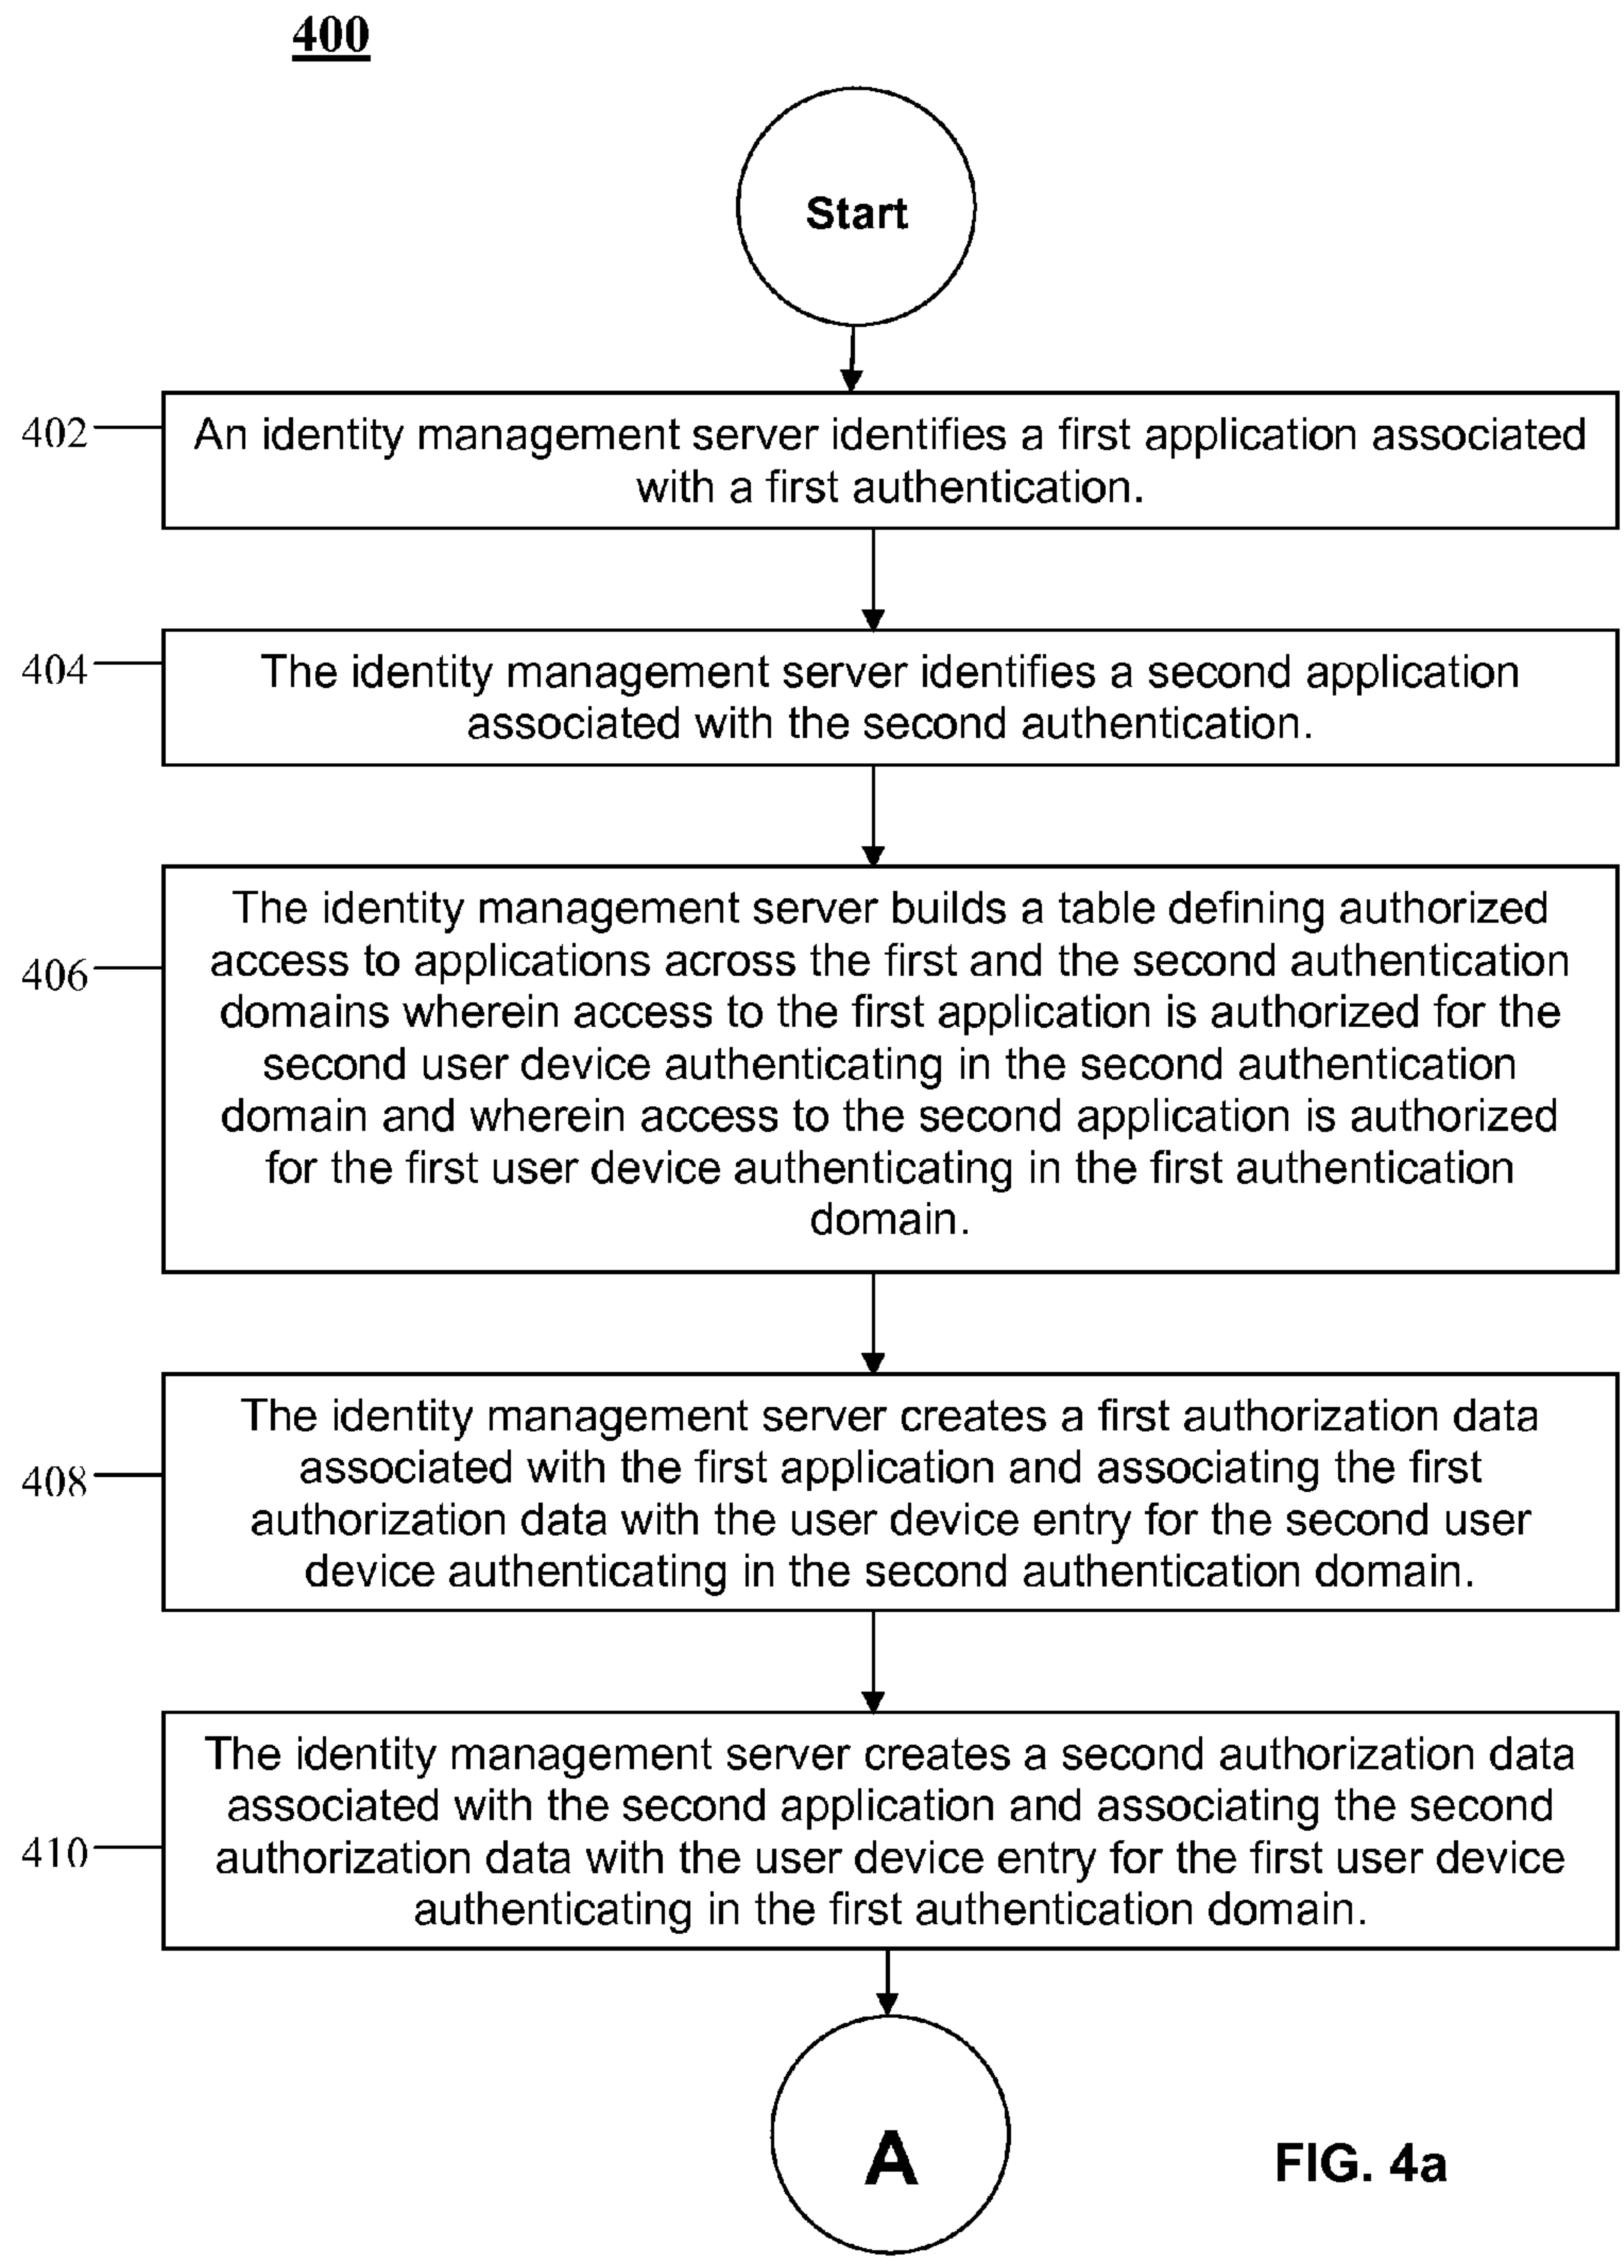 400
Start
402
An identity management server identifies a first application associated
with a first authentication.
404
The identity management server identifies a second application
associated with the second authentication.
406
The identity management server builds a table defining authorized
access to applications across the first and the second authentication
domains wherein access to the first application is authorized for the
second user device authenticating in the second authentication
domain and wherein access to the second application is authorized
for the first user device authenticating in the first authentication
domain.
408
The identity management server creates a first authorization data
associated with the first application and associating the first
authorization data with the user device entry for the second user
device authenticating in the second authentication domain.
410
The identity management server creates a second authorization data
associated with the second application and associating the second
authorization data with the user device entry for the first user device
authenticating in the first authentication domain.
A
FIG. 4a